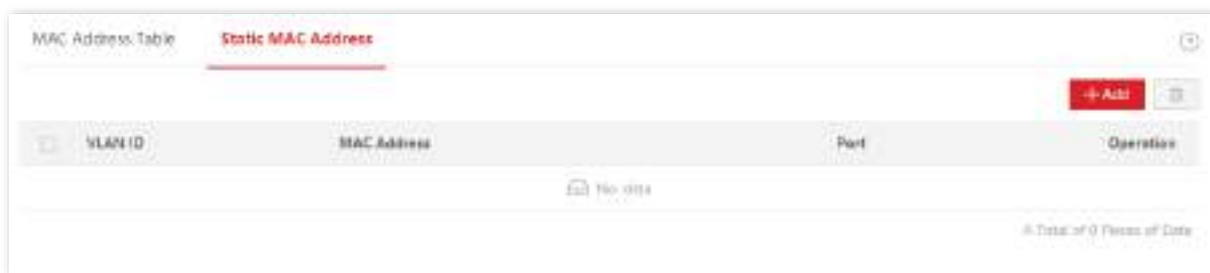 MAC Address Table Static MAC Address
+ Add
VLAN ID MAC Address Port Operation
No data
A Total of 0 Pieces of Data